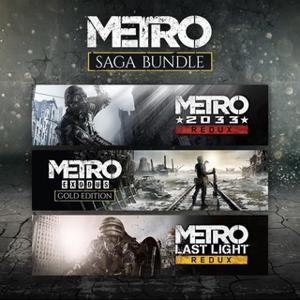 METRO
SAGA BUNDLE
METRO
2033
REDUX
METRO
EXODUS
GOLD EDITION
METRO
LAST LIGHT
REDUX